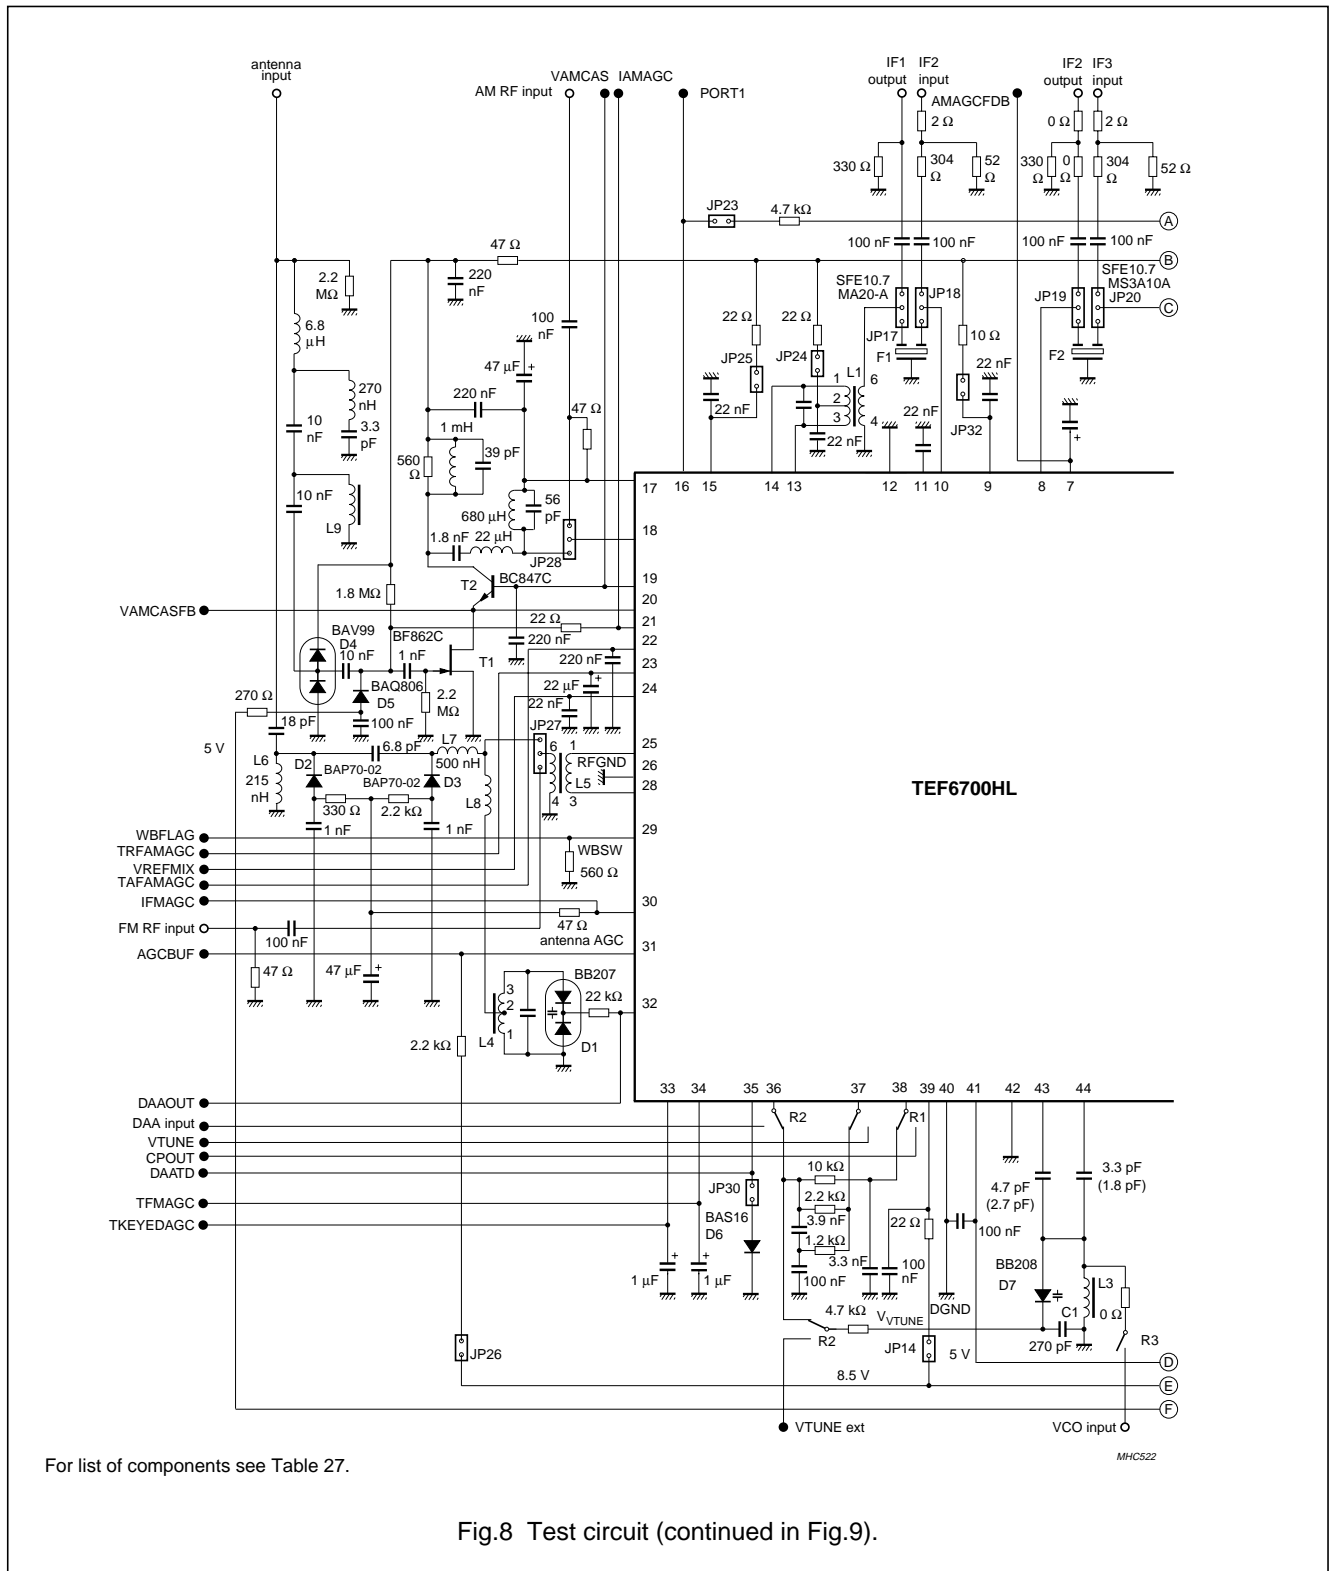 antenna
input
AM RF input
VAMCAS
IAMAGC
PORT1
IF1
output
IF2
input
AMAGCFDB
IF2
output
IF3
input
2 Ω
0 Ω
2 Ω
330 Ω
304
Ω
52
Ω
330
Ω
0
Ω
304
Ω
52 Ω
JP23
4.7 kΩ
A
100 nF
100 nF
100 nF
100 nF
47 Ω
B
2.2
MΩ
220
nF
SFE10.7
MA20-A
JP18
JP19
SFE10.7
MS3A10A
JP20
C
6.8
μH
100
nF
22 Ω
22 Ω
JP17
10 Ω
F1
F2
47 μF
+
JP25
JP24
L1
22 nF
270
nH
220 nF
47 Ω
1
2
3
6
4
10
nF
3.3
pF
22 nF
22 nF
22 nF
JP32
+
1 mH
39 pF
560
Ω
10 nF
L9
680 μH
56
pF
17
16
15
14
13
12
11
10
9
8
7
1.8 nF
22 μH
JP28
18
T2
BC847C
19
1.8 MΩ
20
VAMCASFB
22 Ω
21
BAV99
D4
BF862C
220 nF
22
10 nF
1 nF
T1
220 nF
23
BAQ806
D5
2.2
MΩ
22 μF
+
24
270 Ω
22 nF
18 pF
100 nF
JP27
5 V
6.8 pF
L7
500 nH
6
1
25
L6
215
nH
D2
BAP70-02
BAP70-02
D3
RFGND
26
L5
28
L8
4
3
330 Ω
2.2 kΩ
TEF6700HL
1 nF
1 nF
29
WBFLAG
TRFAMAGC
WBSW
VREFMIX
560 Ω
TAFAMAGC
IFMAGC
30
FM RF input
47 Ω
100 nF
antenna AGC
31
AGCBUF
47 Ω
47 μF
+
BB207
3
22 kΩ
32
2
1
2.2 kΩ
L4
D1
33
34
35
36
37
38
39
40
41
42
43
44
DAAOUT
DAA input
R2
R1
VTUNE
CPOUT
DAATD
10 kΩ
3.3 pF
(1.8 pF)
JP30
2.2 kΩ
4.7 pF
(2.7 pF)
TFMAGC
BAS16
D6
3.9 nF
22 Ω
TKEYEDAGC
1.2 kΩ
100 nF
+
+
3.3 nF
100
nF
BB208
D7
1 μF
1 μF
100 nF
L3
DGND
C1
0 Ω
4.7 kΩ
VVTUNE
JP26
R2
JP14
5 V
270 pF
R3
D
8.5 V
E
F
VTUNE ext
VCO input
For list of components see Table 27.
MHC522
Fig.8 Test circuit (continued in Fig.9).